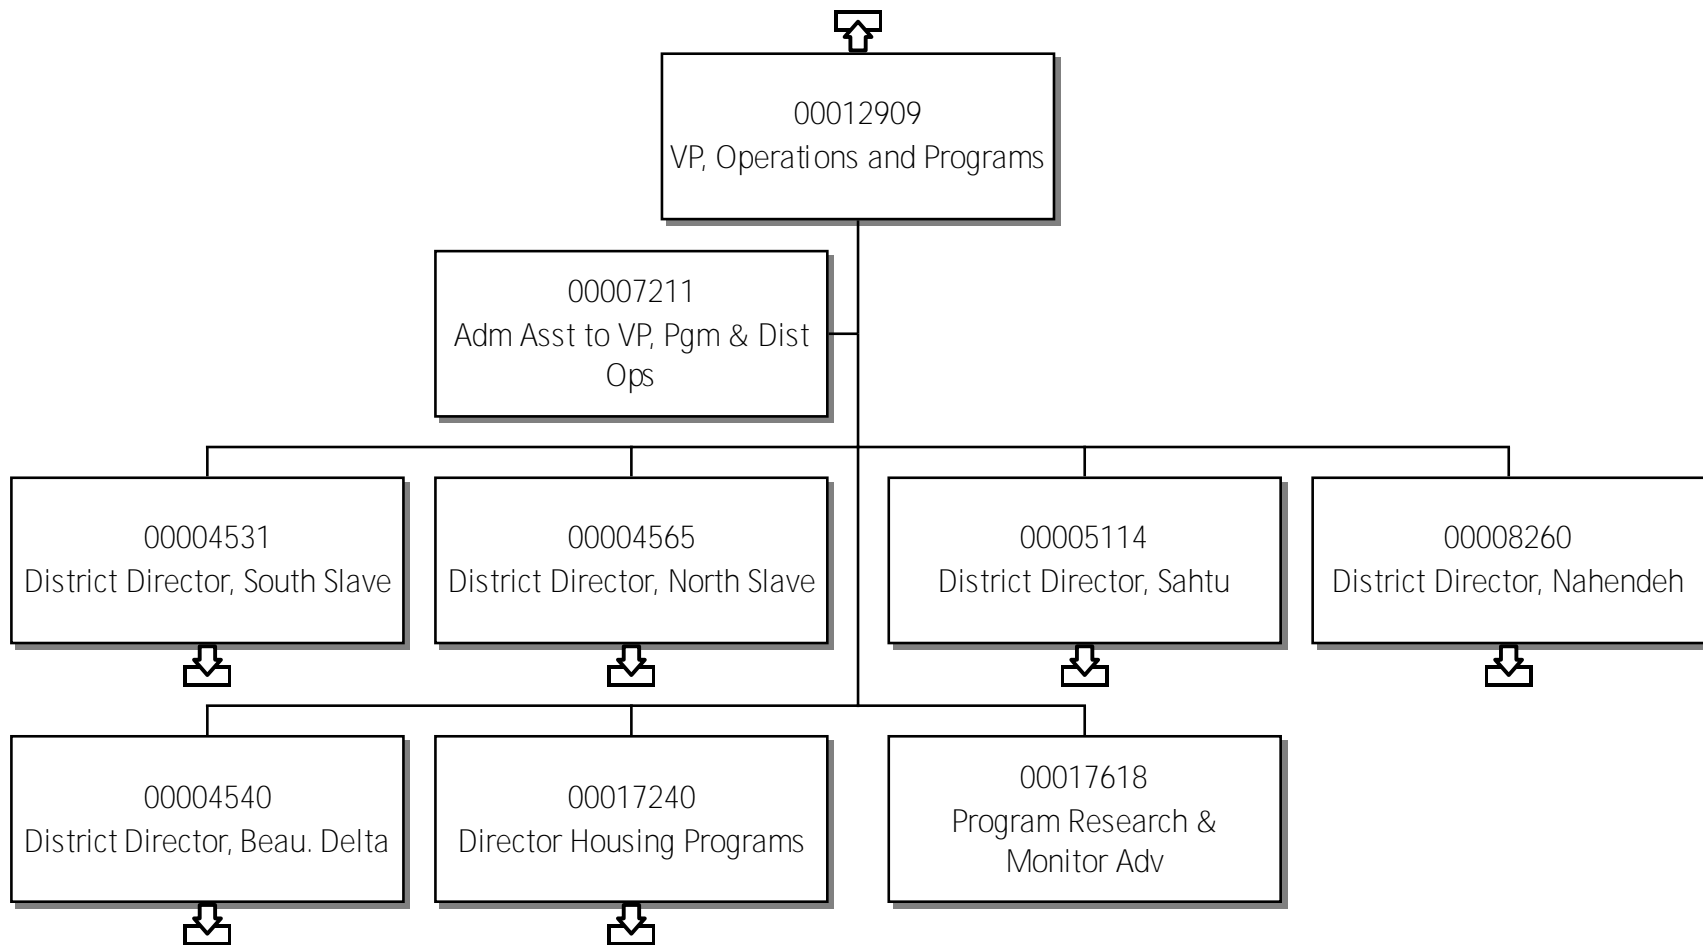 00012909
VP, Operations and Programs
00007211
Adm Asst to VP, Pgm & Dist
Ops
00004531
District Director, South Slave
00004565
District Director, North Slave
00005114
District Director, Sahtu
00008260
District Director, Nahendeh
00004540
District Director, Beau. Delta
00017240
Director Housing Programs
00017618
Program Research &
Monitor Adv